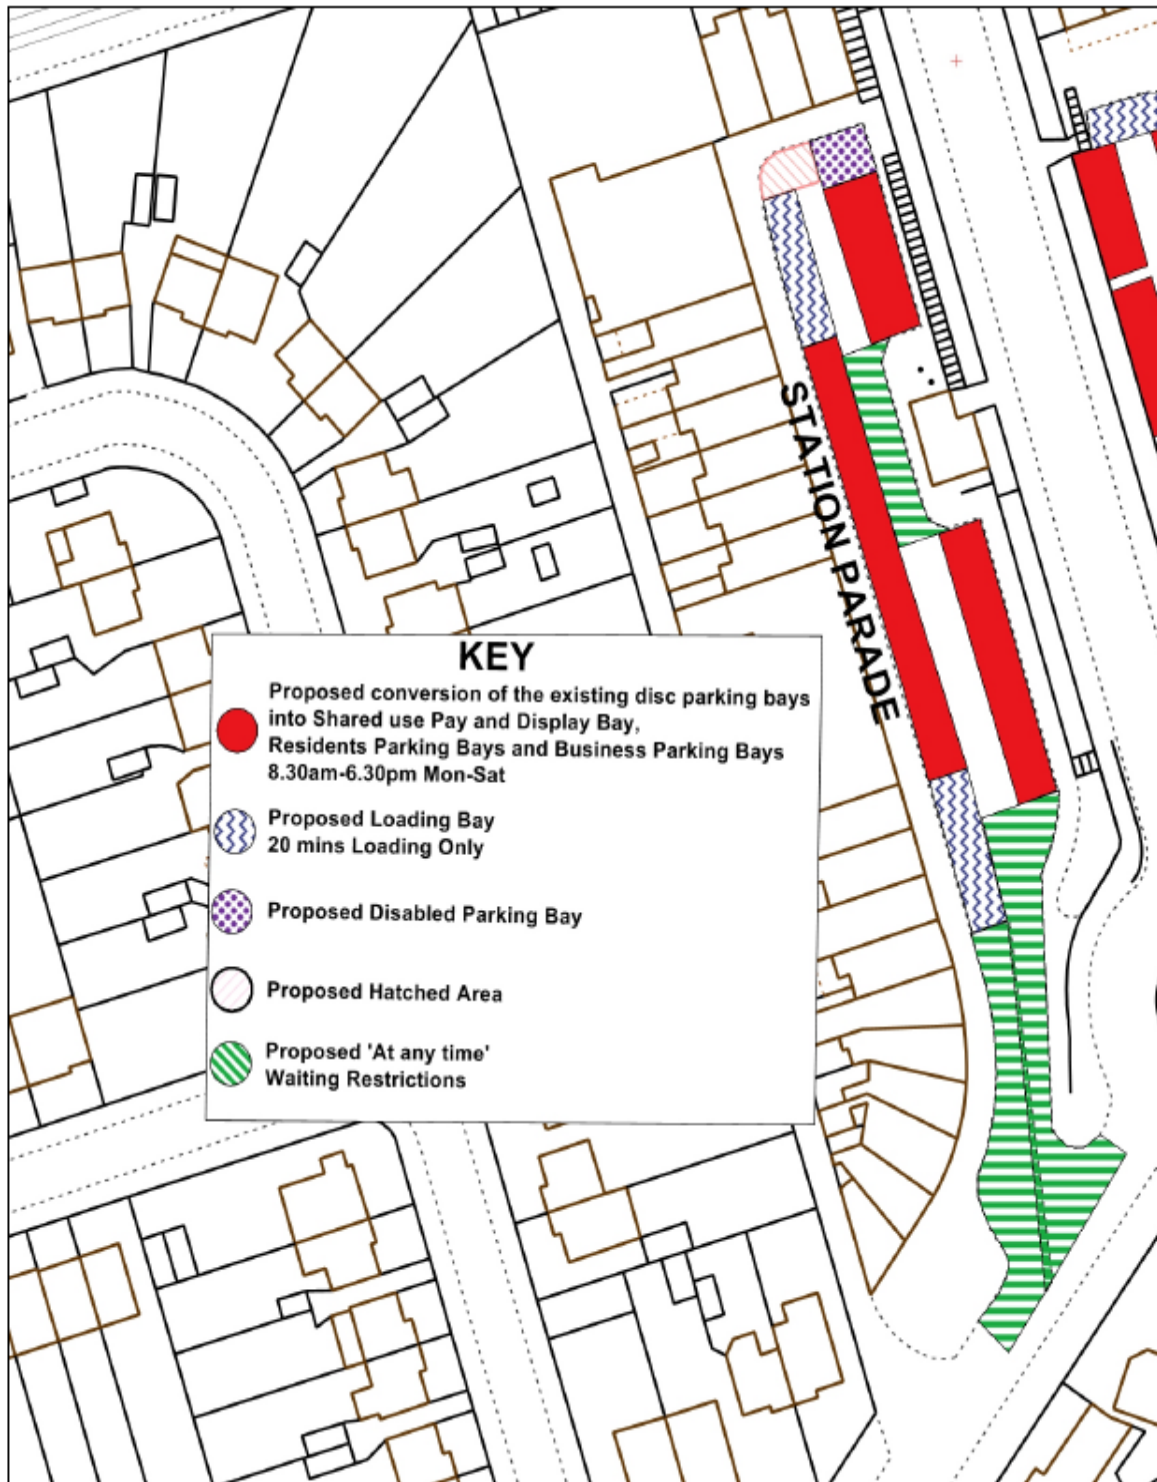 STATION PARADE
KEY
Proposed conversion of the existing disc parking bays
into Shared use Pay and Display Bay,
Residents Parking Bays and Business Parking Bays
8.30am-6.30pm Mon-Sat
Proposed Loading Bay
20 mins Loading Only
Proposed Disabled Parking Bay
Proposed Hatched Area
Proposed 'At any time'
Waiting Restrictions